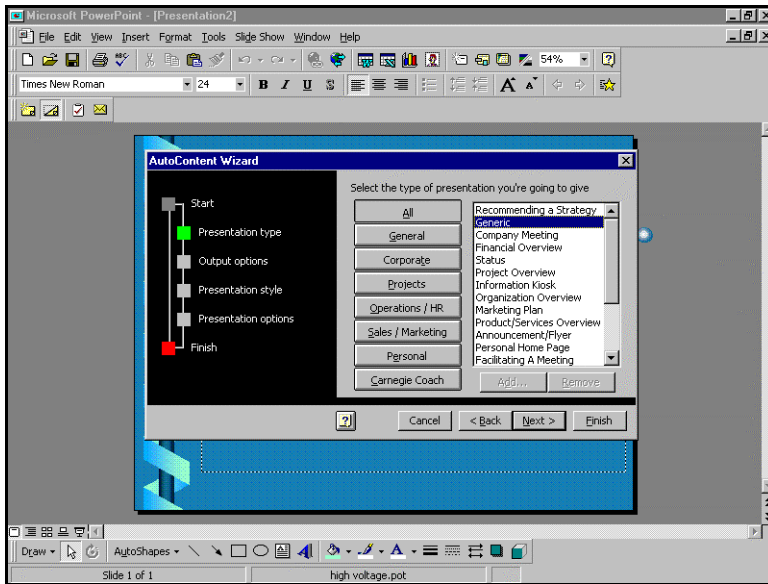 Microsoft PowerPoint - [Presentation2]
File Edit View Insert Format Tools Slide Show Window Help
ABC 54%
Times New Roman 24 B I U S A A
AutoContent Wizard
Select the type of presentation you're going to give
Start
Presentation type
Output options
Presentation style
Presentation options
Finish
All
General
Corporate
Projects
Operations / HR
Sales / Marketing
Personal
Carnegie Coach
Recommending a Strategy
Generic
Company Meeting
Financial Overview
Status
Project Overview
Information Kiosk
Organization Overview
Marketing Plan
Product/Services Overview
Announcement/Flyer
Personal Home Page
Facilitating A Meeting
Add... Remove
? Cancel < Back Next > Finish
Draw AutoShapes A A
Slide 1 of 1 high voltage.pot